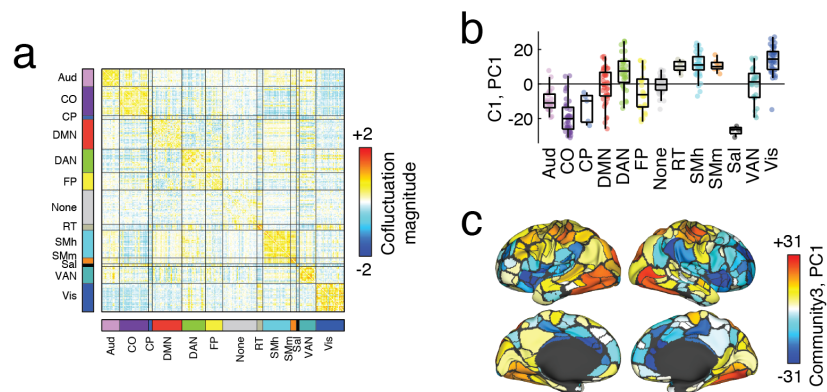 a
Aud
CO
CP
DMN
DAN
FP
None
RT
SMh
SMm
Sal
VAN
Vis
Aud
CO
CP
DMN
DAN
FP
None
RT
SMh
SMm
Sal
VAN
Vis
+2
-2
Cofluctuation
magnitude
b
C1, PC1
20
0
-20
Aud
CO
CP
DMN
DAN
FP
None
RT
SMh
SMm
Sal
VAN
Vis
c
+31
-31
Community3, PC1